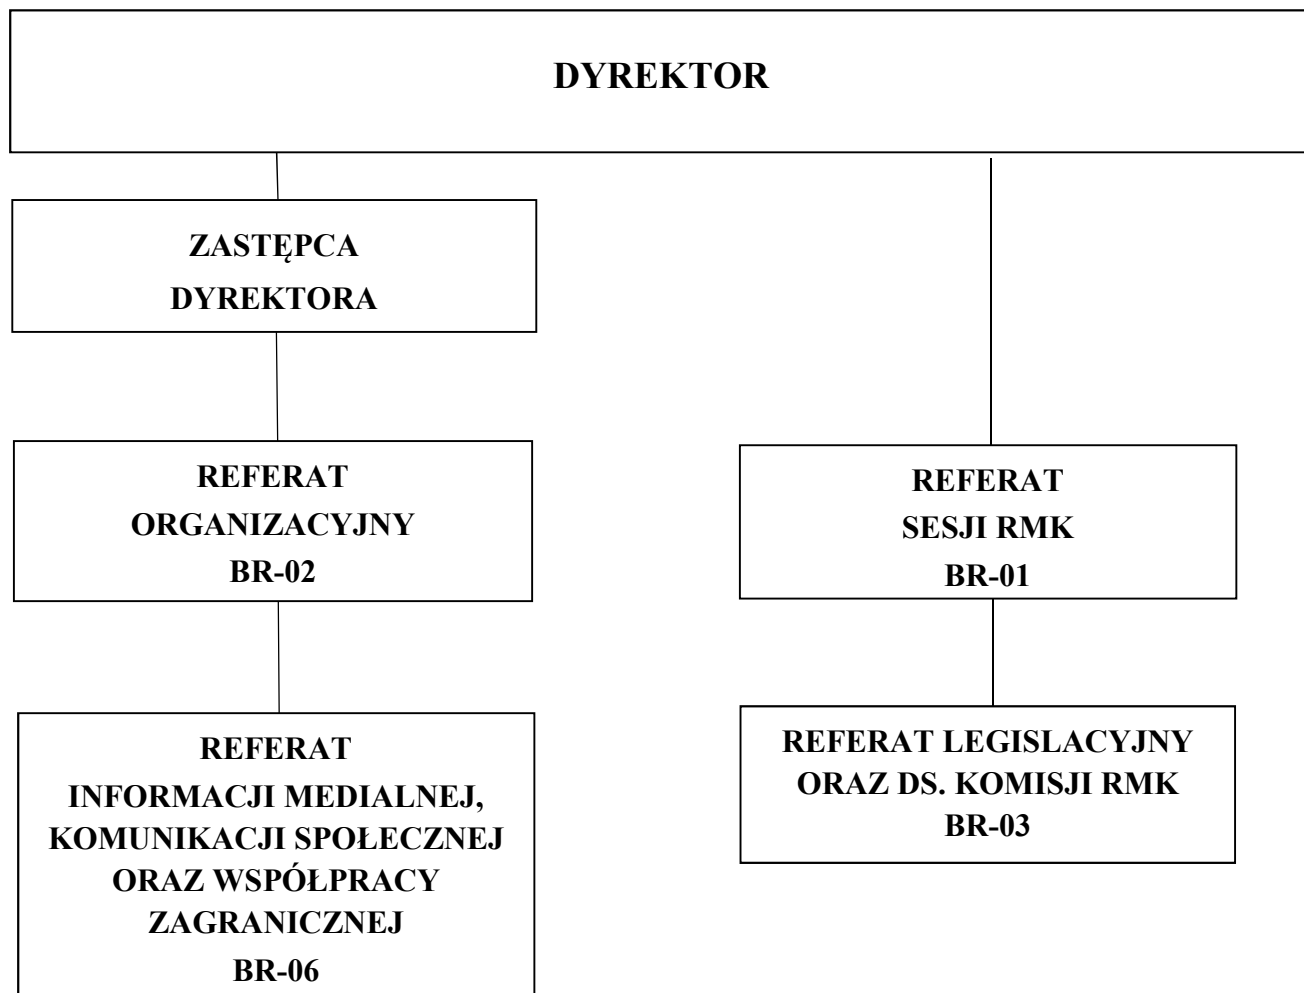 DYREKTOR
ZASTĘPCA
DYREKTORA
REFERAT
ORGANIZACYJNY
BR-02
REFERAT
SESJI RMK
BR-01
REFERAT
INFORMACJI MEDIALNEJ,
KOMUNIKACJI SPOŁECZNEJ
ORAZ WSPÓŁPRACY
ZAGRANICZNEJ
BR-06
REFERAT LEGISLACYJNY
ORAZ DS. KOMISJI RMK
BR-03